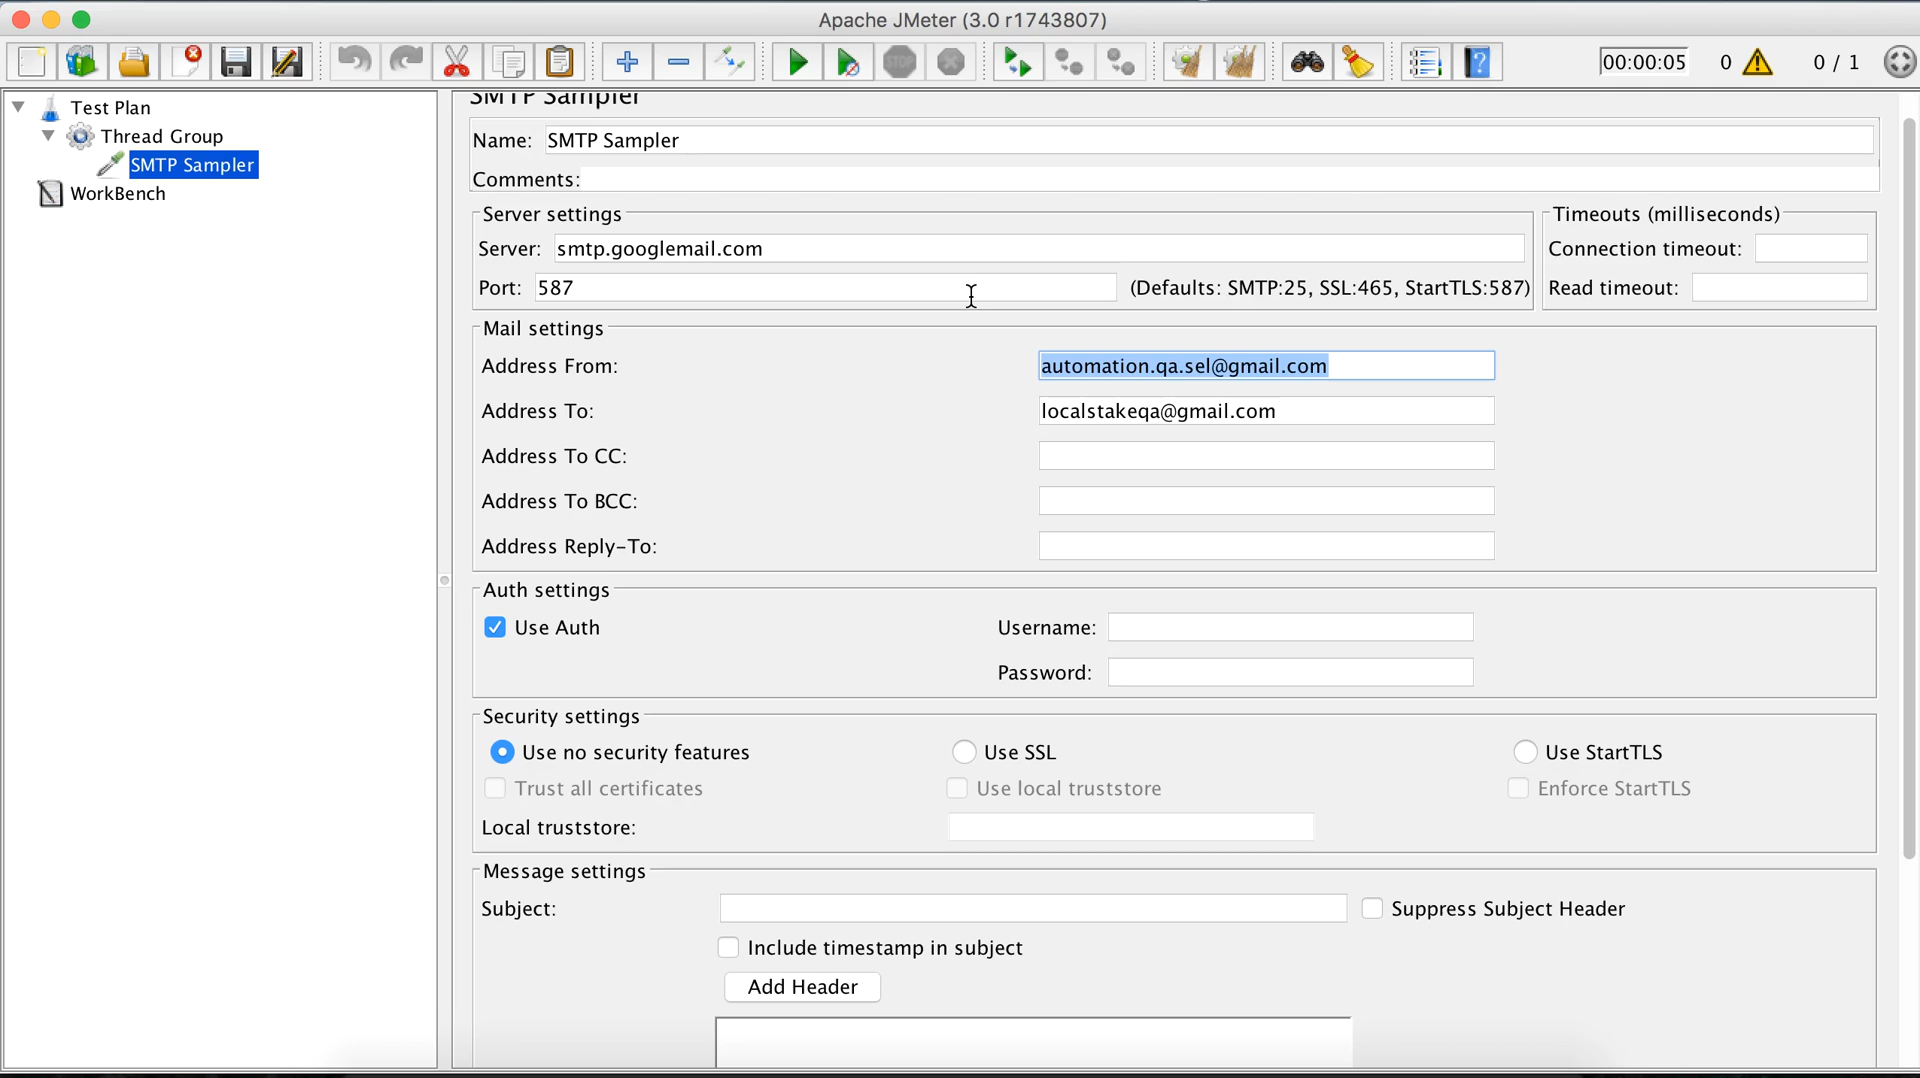 Apache JMeter (3.0 r1743807)
STOP
00:00:05 0 0 / 1
Test Plan
Thread Group
SMTP Sampler
WorkBench
SMTP Sampler
Name: SMTP Sampler
Comments:
Server settings
Server: smtp.googlemail.com
Port: 587 (Defaults: SMTP:25, SSL:465, StartTLS:587)
Timeouts (milliseconds)
Connection timeout:
Read timeout:
Mail settings
Address From: automation.qa.sel@gmail.com
Address To: localstakeqa@gmail.com
Address To CC:
Address To BCC:
Address Reply-To:
Auth settings
Use Auth Username:
Password:
Security settings
Use no security features Use SSL Use StartTLS
Trust all certificates Use local truststore Enforce StartTLS
Local truststore:
Message settings
Subject: Suppress Subject Header
Include timestamp in subject
Add Header